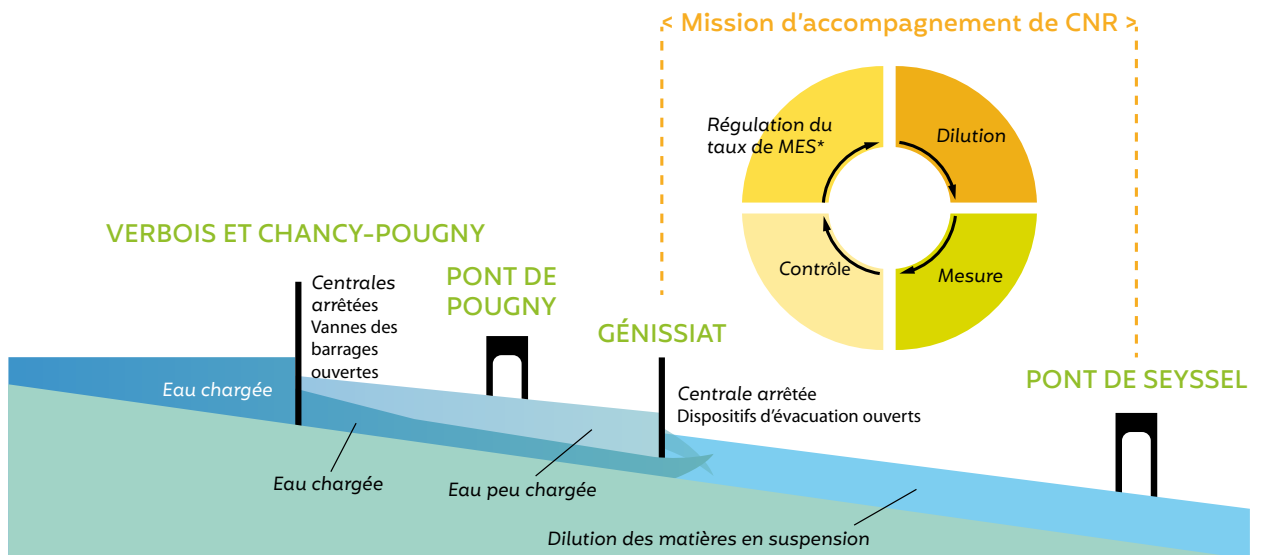 < Mission d'accompagnement de CNR >
Régulation du
taux de MES*
Dilution
Contrôle
Mesure
VERBOIS ET CHANCY-POUGNY
Centrales
arrêtées
Vannes des
barrages
ouvertes
PONT DE
POUGNY
GÉNISSIAT
Centrale arrêtée
Dispositifs d'évacuation ouverts
PONT DE SEYSSEL
Eau chargée
Eau chargée
Eau peu chargée
Dilution des matières en suspension